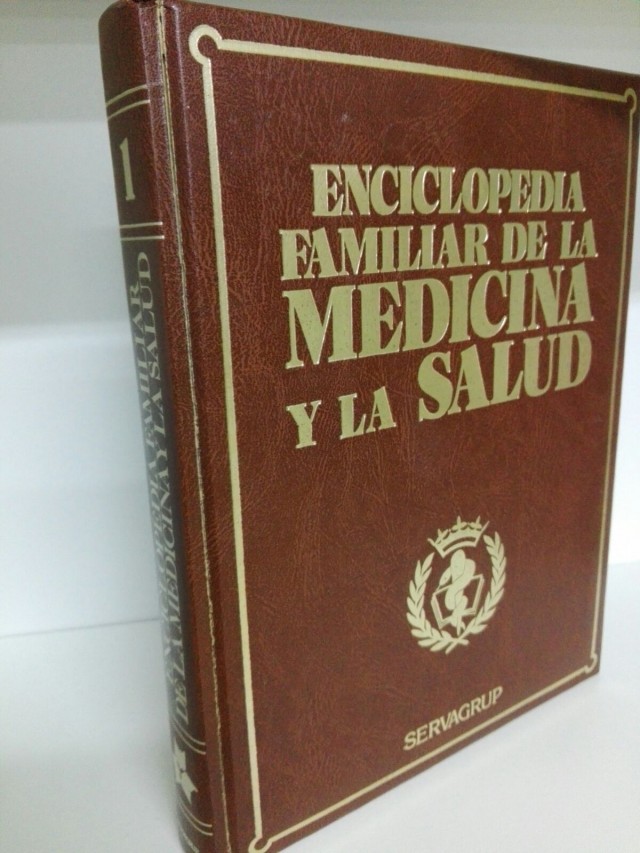 ENCICLOPEDIA
FAMILIAR DE LA
MEDICINA
Y LA SALUD
SERVAGRUP
1
ENCICLOPEDIA FAMILIAR
DE LA MEDICINA Y LA SALUD